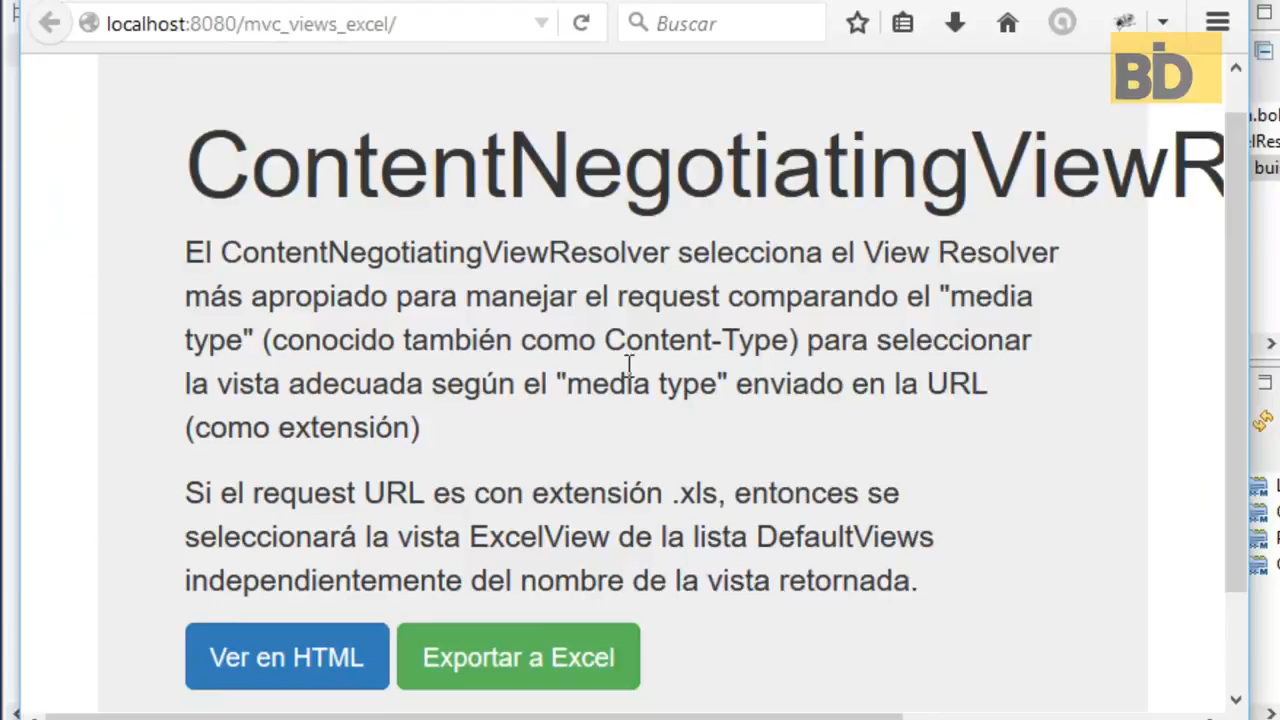 localhost:8080/mvc_views_excel/
Buscar
BiD
ContentNegotiatingViewR
El ContentNegotiatingViewResolver selecciona el View Resolver
más apropiado para manejar el request comparando el "media
type" (conocido también como Content-Type) para seleccionar
la vista adecuada según el "media type" enviado en la URL
(como extensión)
Si el request URL es con extensión .xls, entonces se
seleccionará la vista ExcelView de la lista DefaultViews
independientemente del nombre de la vista retornada.
Ver en HTML
Exportar a Excel